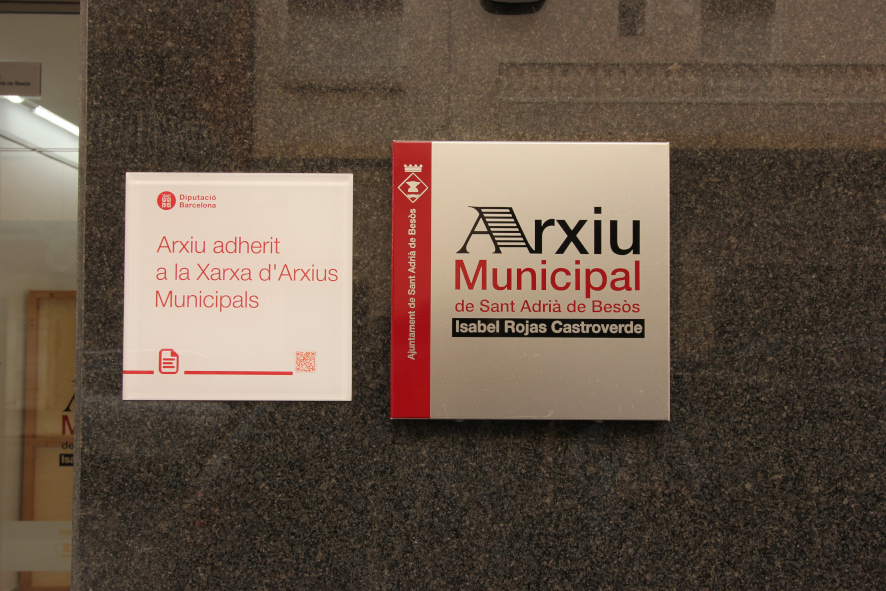 Diputació
Barcelona
Arxiu adherit
a la Xarxa d'Arxius
Municipals
Ajuntament de Sant Adrià de Besòs
Arxiu
Municipal
de Sant Adrià de Besòs
Isabel Rojas Castroverde